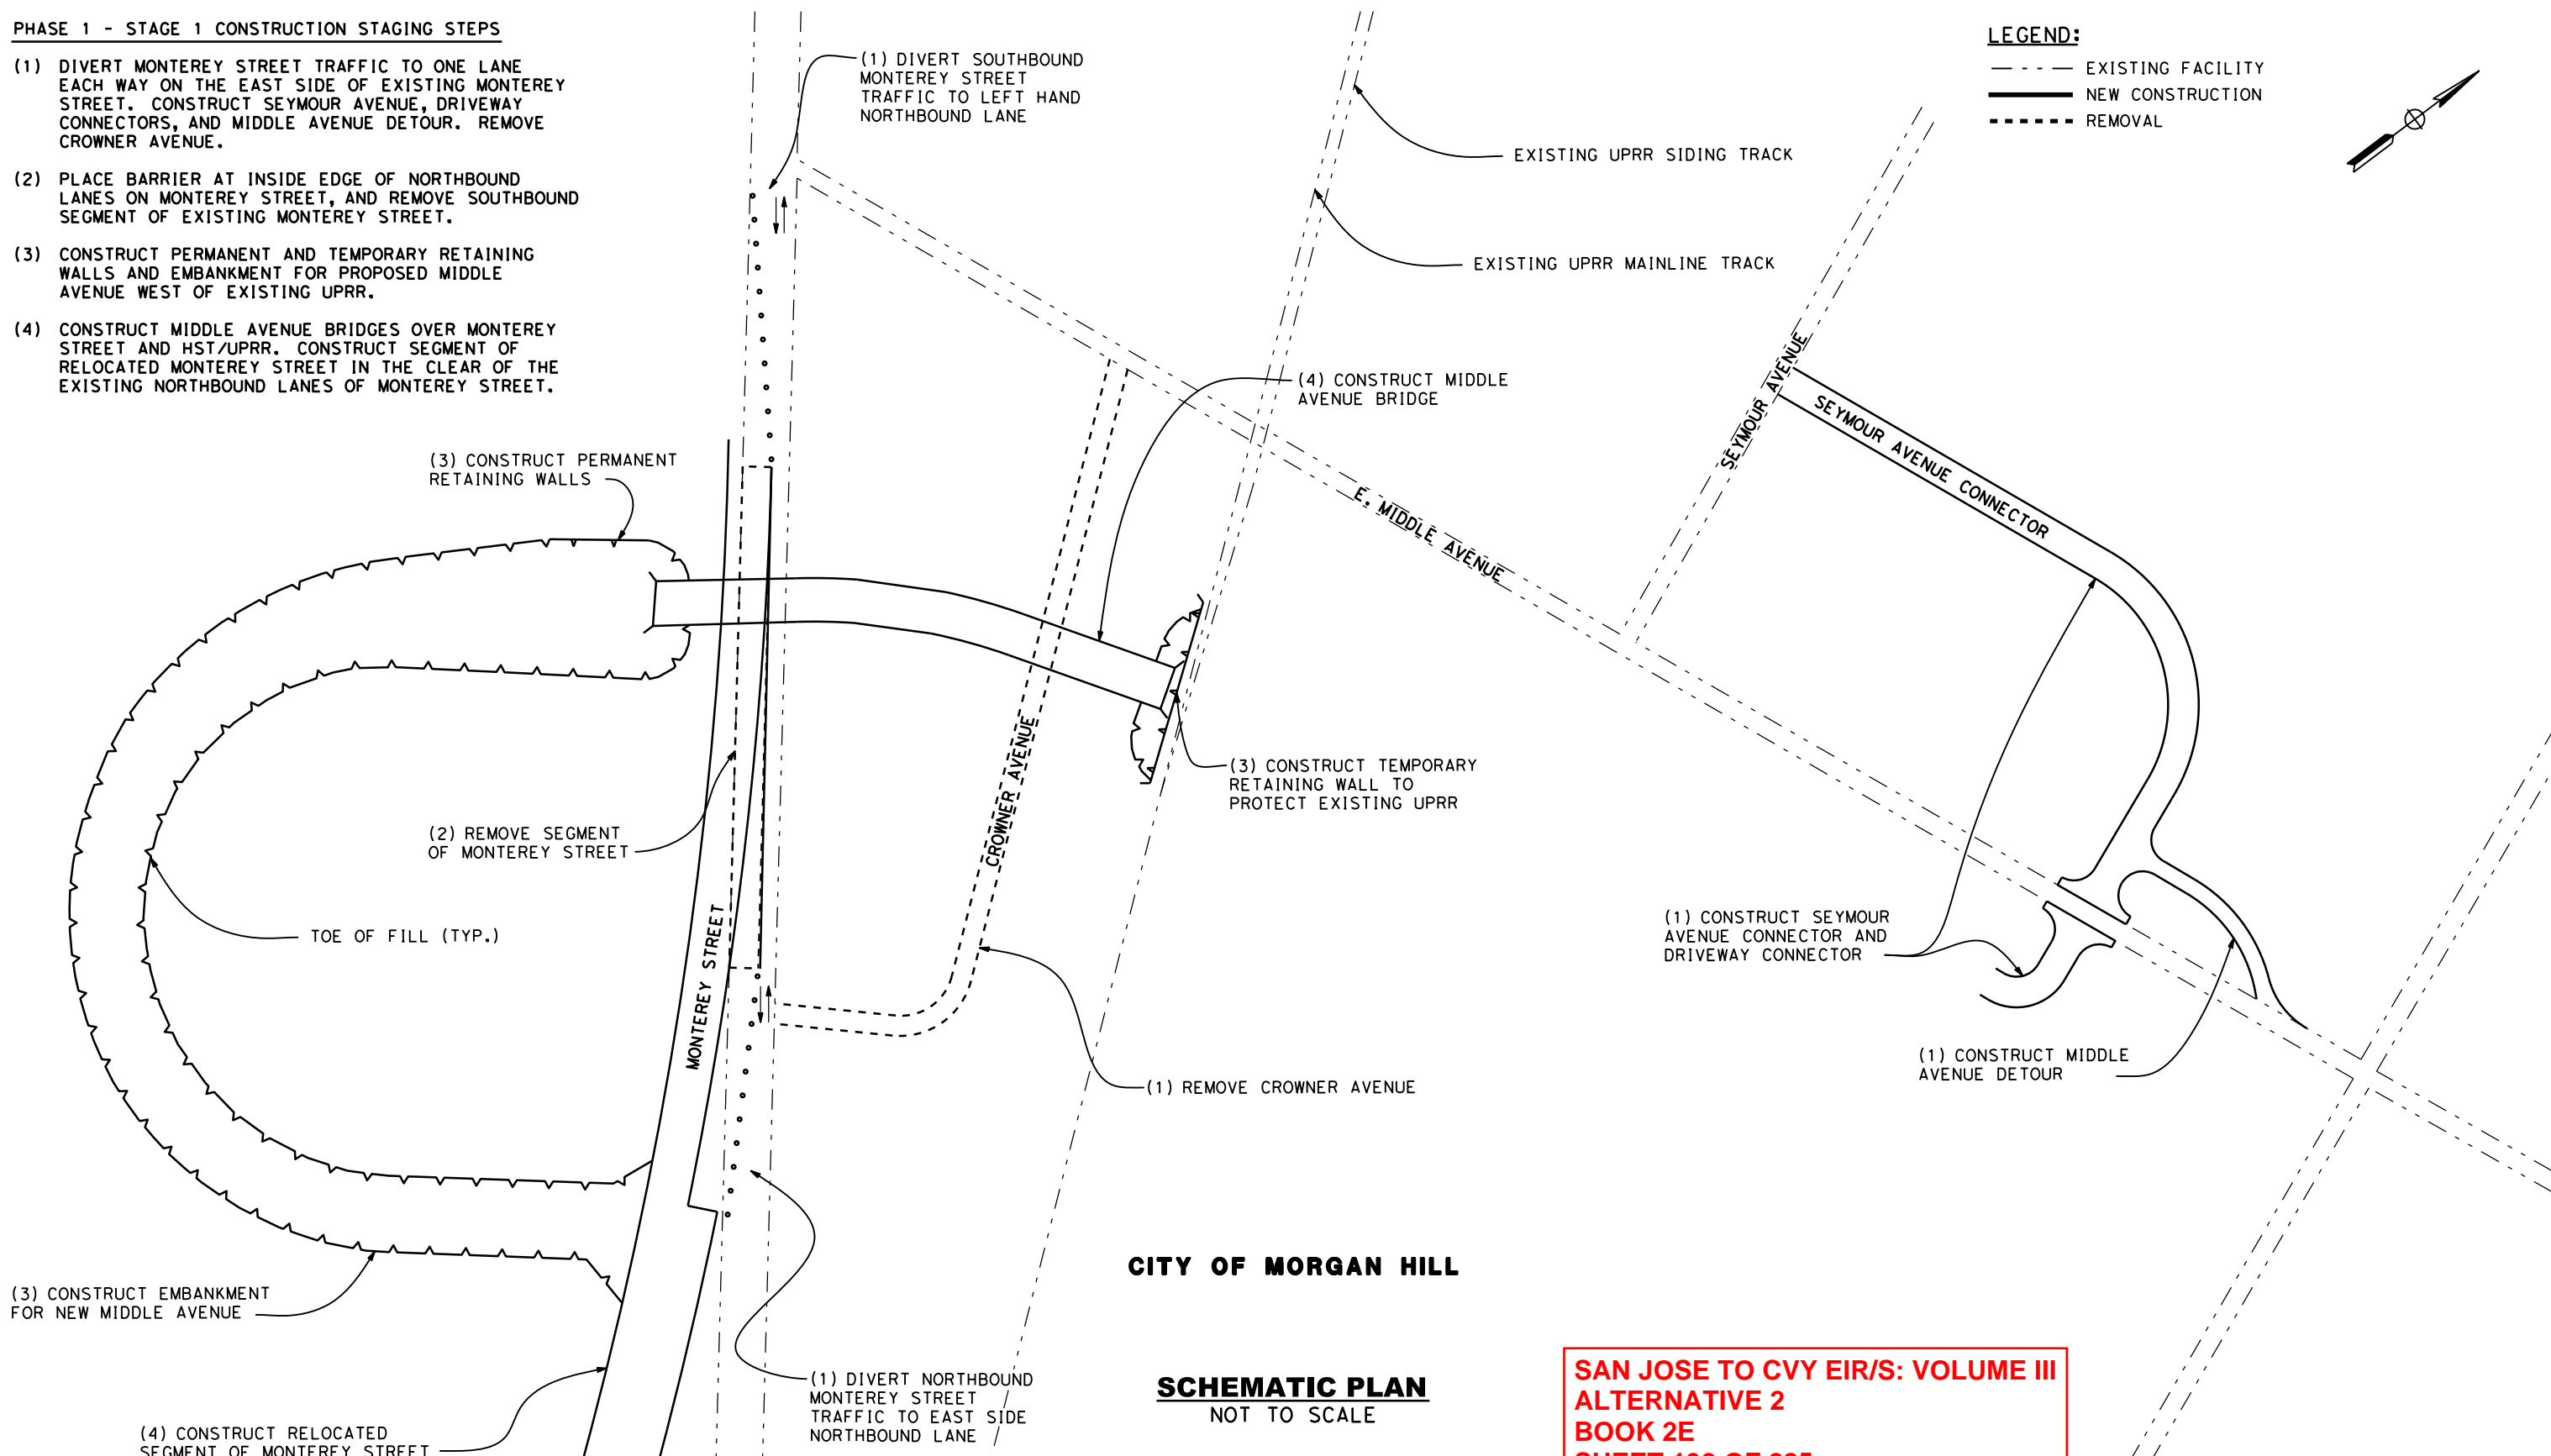 PHASE 1 - STAGE 1 CONSTRUCTION STAGING STEPS
(1) DIVERT MONTEREY STREET TRAFFIC TO ONE LANE
EACH WAY ON THE EAST SIDE OF EXISTING MONTEREY
STREET. CONSTRUCT SEYMOUR AVENUE, DRIVEWAY
CONNECTORS, AND MIDDLE AVENUE DETOUR. REMOVE
CROWNER AVENUE.
(2) PLACE BARRIER AT INSIDE EDGE OF NORTHBOUND
LANES ON MONTEREY STREET, AND REMOVE SOUTHBOUND
SEGMENT OF EXISTING MONTEREY STREET.
(3) CONSTRUCT PERMANENT AND TEMPORARY RETAINING
WALLS AND EMBANKMENT FOR PROPOSED MIDDLE
AVENUE WEST OF EXISTING UPRR.
(4) CONSTRUCT MIDDLE AVENUE BRIDGES OVER MONTEREY
STREET AND HST/UPRR. CONSTRUCT SEGMENT OF
RELOCATED MONTEREY STREET IN THE CLEAR OF THE
EXISTING NORTHBOUND LANES OF MONTEREY STREET.
(1) DIVERT SOUTHBOUND
MONTEREY STREET
TRAFFIC TO LEFT HAND
NORTHBOUND LANE
LEGEND:
EXISTING FACILITY
NEW CONSTRUCTION
REMOVAL
EXISTING UPRR SIDING TRACK
EXISTING UPRR MAINLINE TRACK
(4) CONSTRUCT MIDDLE
AVENUE BRIDGE
SEYMOUR AVENUE
SEYMOUR AVENUE CONNECTOR
E. MIDDLE AVENUE
(3) CONSTRUCT PERMANENT
RETAINING WALLS
(3) CONSTRUCT TEMPORARY
RETAINING WALL TO
PROTECT EXISTING UPRR
CROWNER AVENUE
(2) REMOVE SEGMENT
OF MONTEREY STREET
TOE OF FILL (TYP.)
MONTEREY STREET
(1) CONSTRUCT SEYMOUR
AVENUE CONNECTOR AND
DRIVEWAY CONNECTOR
(1) CONSTRUCT MIDDLE
AVENUE DETOUR
(1) REMOVE CROWNER AVENUE
(3) CONSTRUCT EMBANKMENT
FOR NEW MIDDLE AVENUE
CITY OF MORGAN HILL
(1) DIVERT NORTHBOUND
MONTEREY STREET
TRAFFIC TO EAST SIDE
NORTHBOUND LANE
SCHEMATIC PLAN
NOT TO SCALE
(4) CONSTRUCT RELOCATED
SEGMENT OF MONTEREY STREET
SAN JOSE TO CVY EIR/S: VOLUME III
ALTERNATIVE 2
BOOK 2E
SHEET